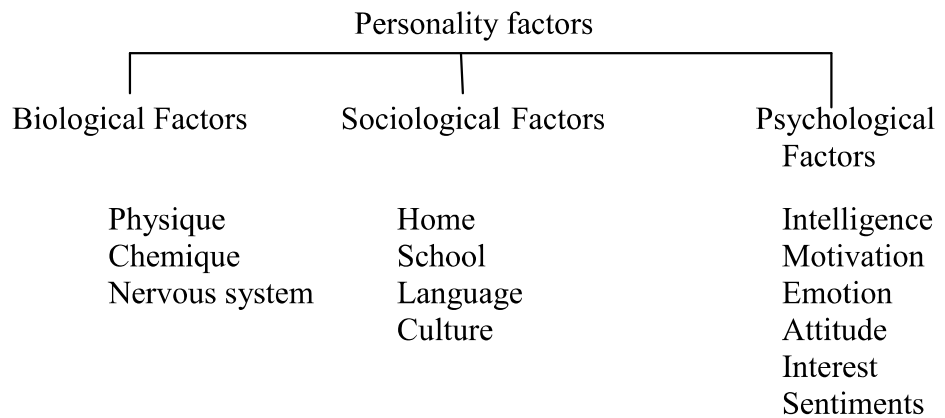 Personality factors
Biological Factors
Sociological Factors
Psychological
Factors
Physique
Chemique
Nervous system
Home
School
Language
Culture
Intelligence
Motivation
Emotion
Attitude
Interest
Sentiments